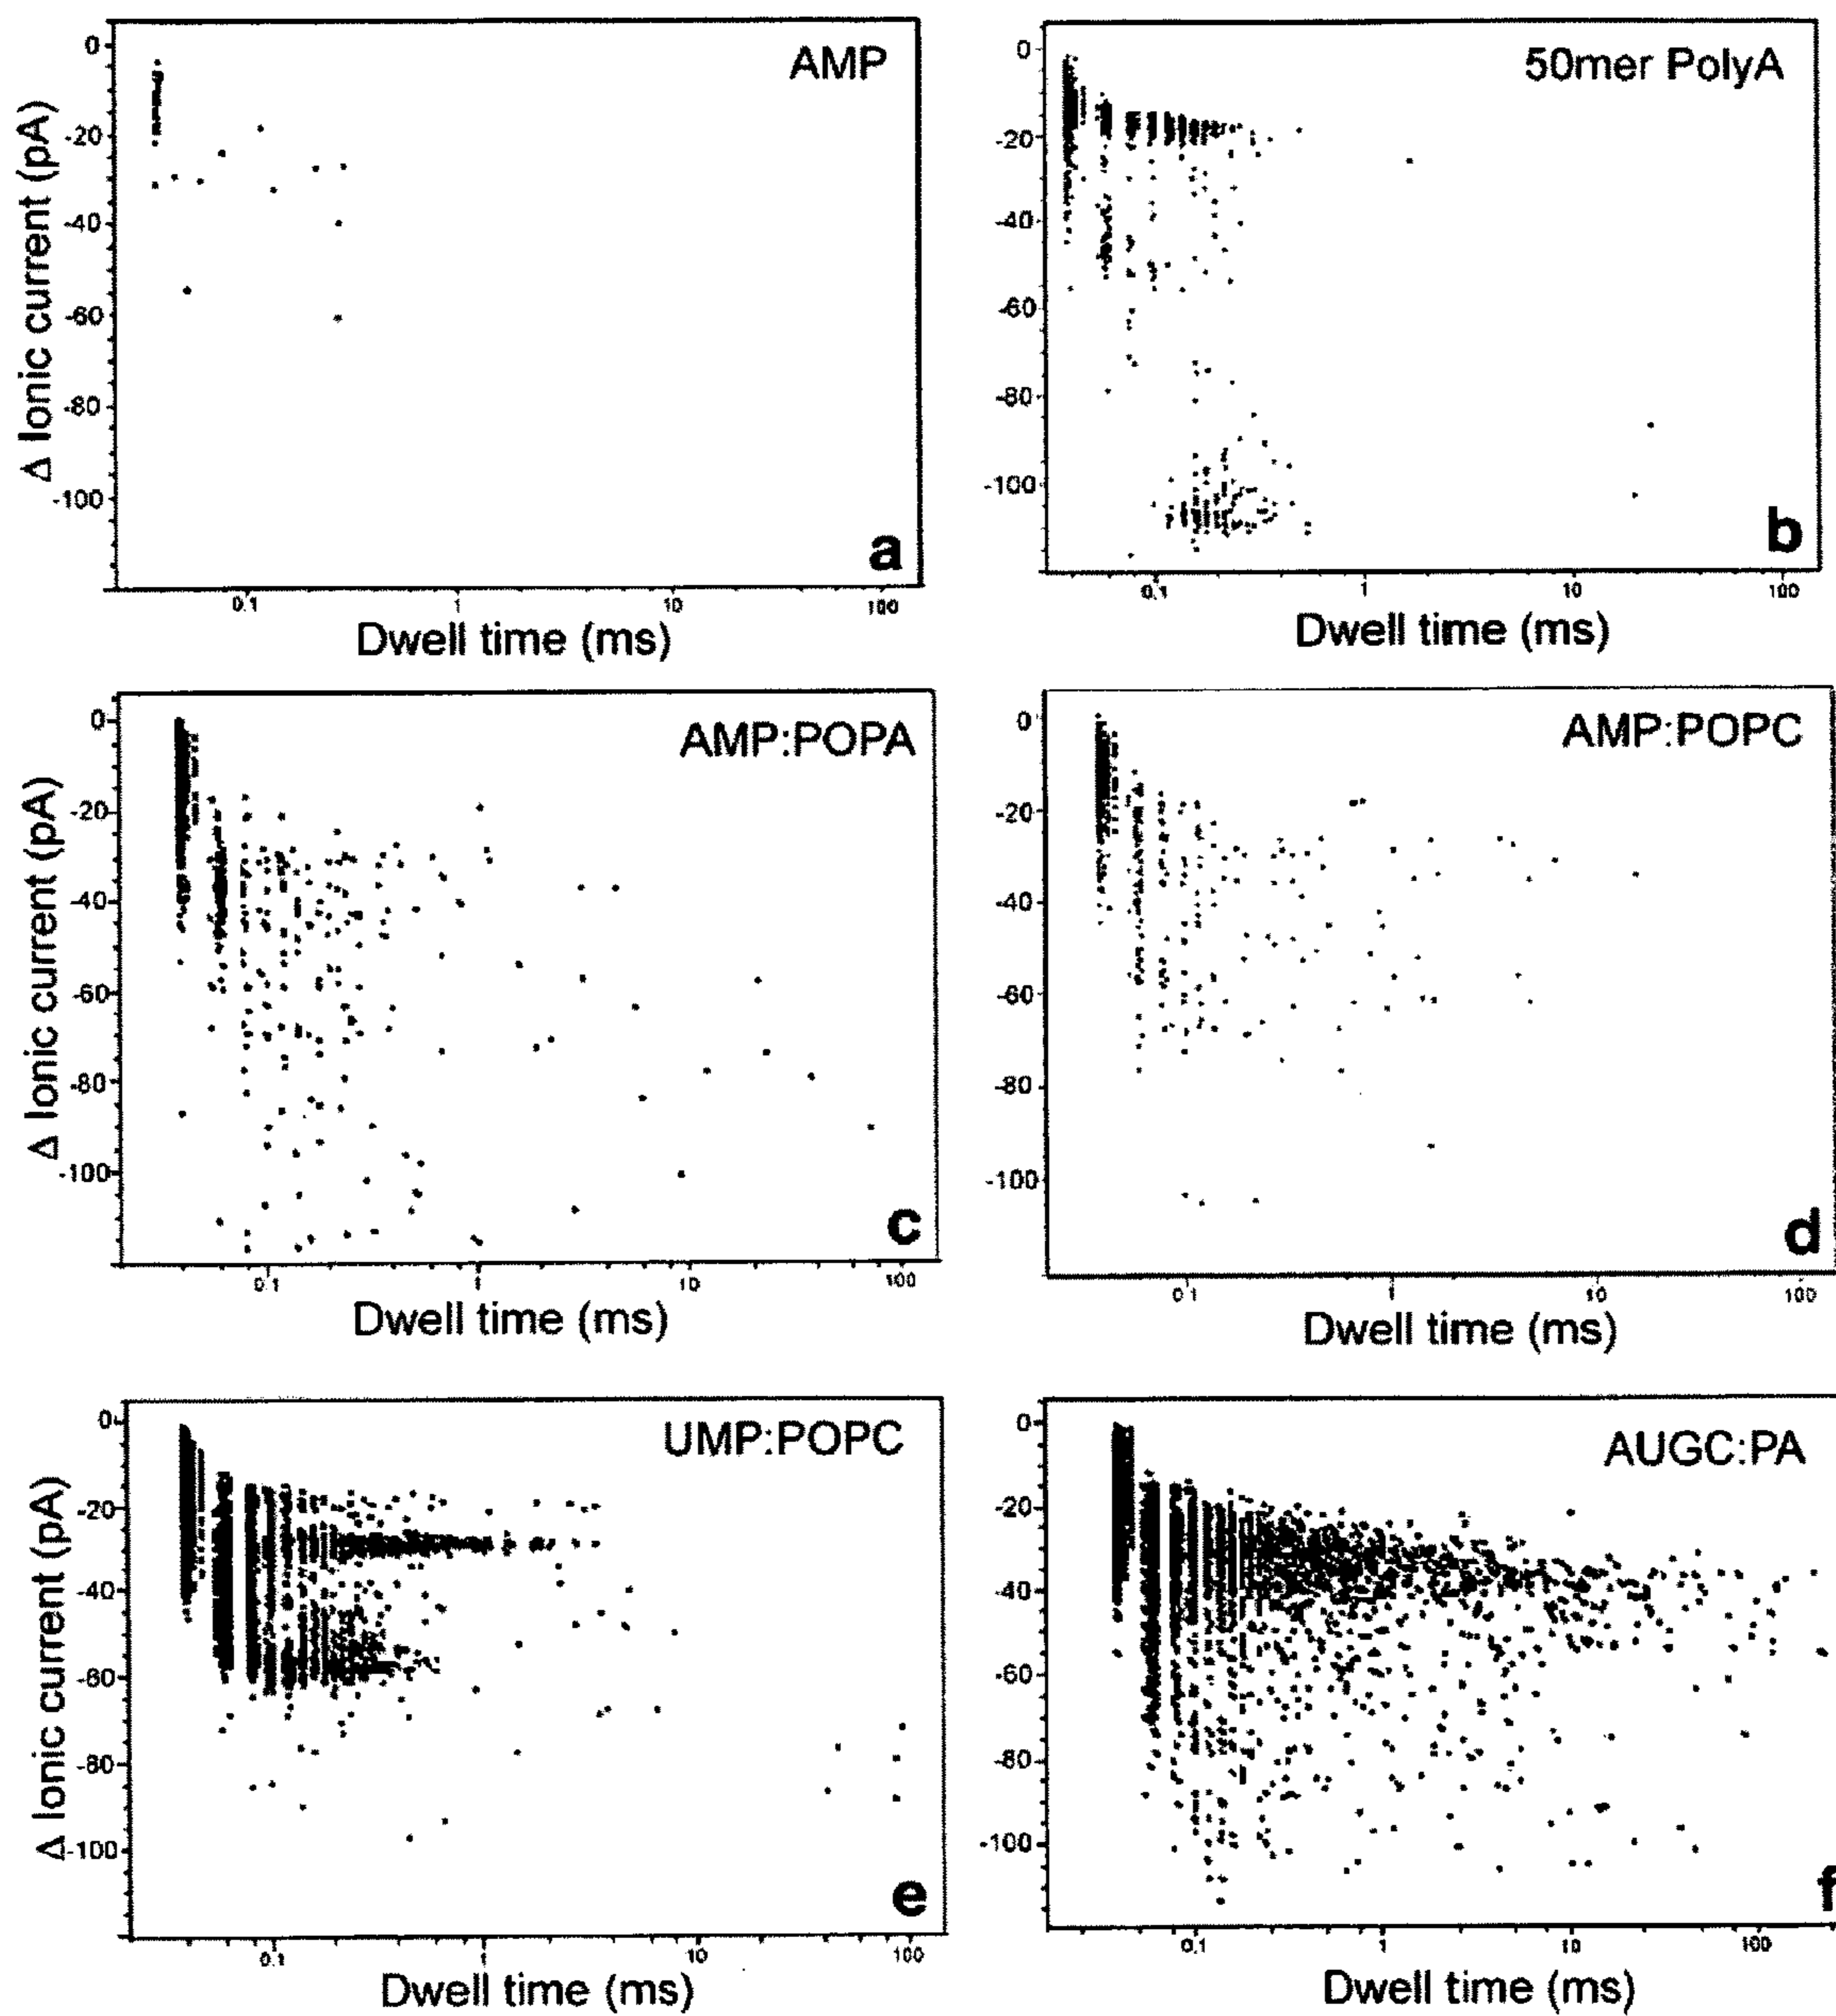 AMP
Δ Ionic current (pA)
0
-20
-40
-60
-80
-100
0.1
1
10
100
Dwell time (ms)
a
50mer PolyA
0
-20
-40
-60
-80
-100
0.1
1
10
100
Dwell time (ms)
b
AMP:POPA
Δ Ionic current (pA)
0
-20
-40
-60
-80
-100
0.1
1
10
100
Dwell time (ms)
c
AMP:POPC
0
-20
-40
-60
-80
-100
0.1
1
10
100
Dwell time (ms)
d
UMP:POPC
Δ Ionic current (pA)
0
-20
-40
-60
-80
-100
0.1
1
10
100
Dwell time (ms)
e
AUGC:PA
0
-20
-40
-60
-80
-100
0.1
1
10
100
Dwell time (ms)
f